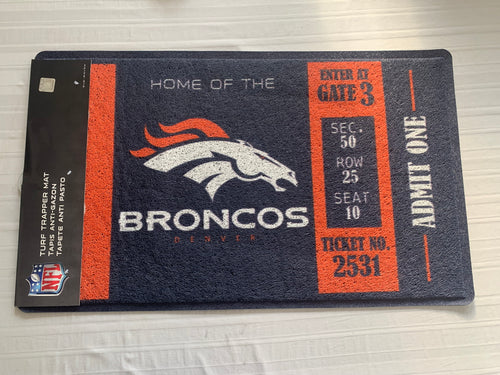 TURF TRAPPER MAT
TAPIS ANTI-GAZON
TAPETE ANTI PASTO
NFL
HOME OF THE
BRONCOS
DENVER
ENTER AT
GATE 3
SEC.
50
ROW
25
SEAT
10
TICKET NO.
2531
ADMIT ONE